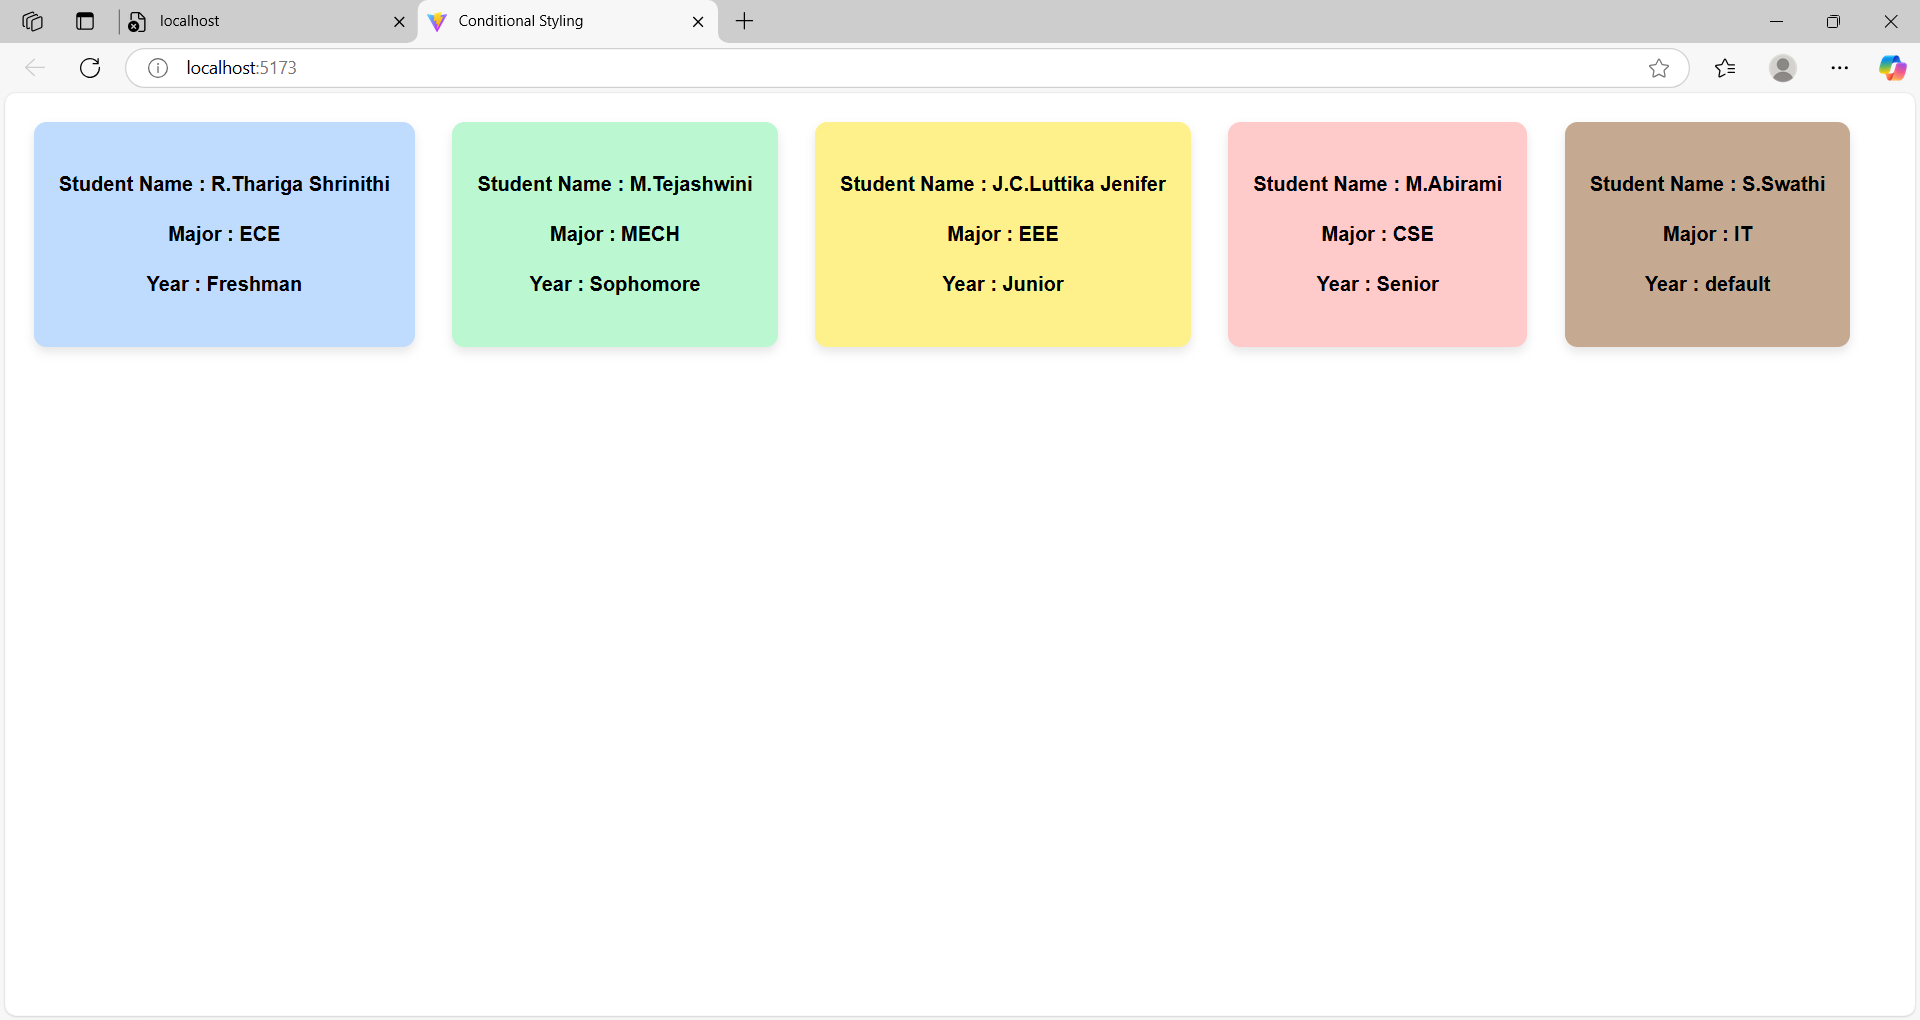 localhost
Conditional Styling
localhost:5173
Student Name : R.Thariga Shrinithi
Major : ECE
Year : Freshman
Student Name : M.Tejashwini
Major : MECH
Year : Sophomore
Student Name : J.C.Luttika Jenifer
Major : EEE
Year : Junior
Student Name : M.Abirami
Major : CSE
Year : Senior
Student Name : S.Swathi
Major : IT
Year : default